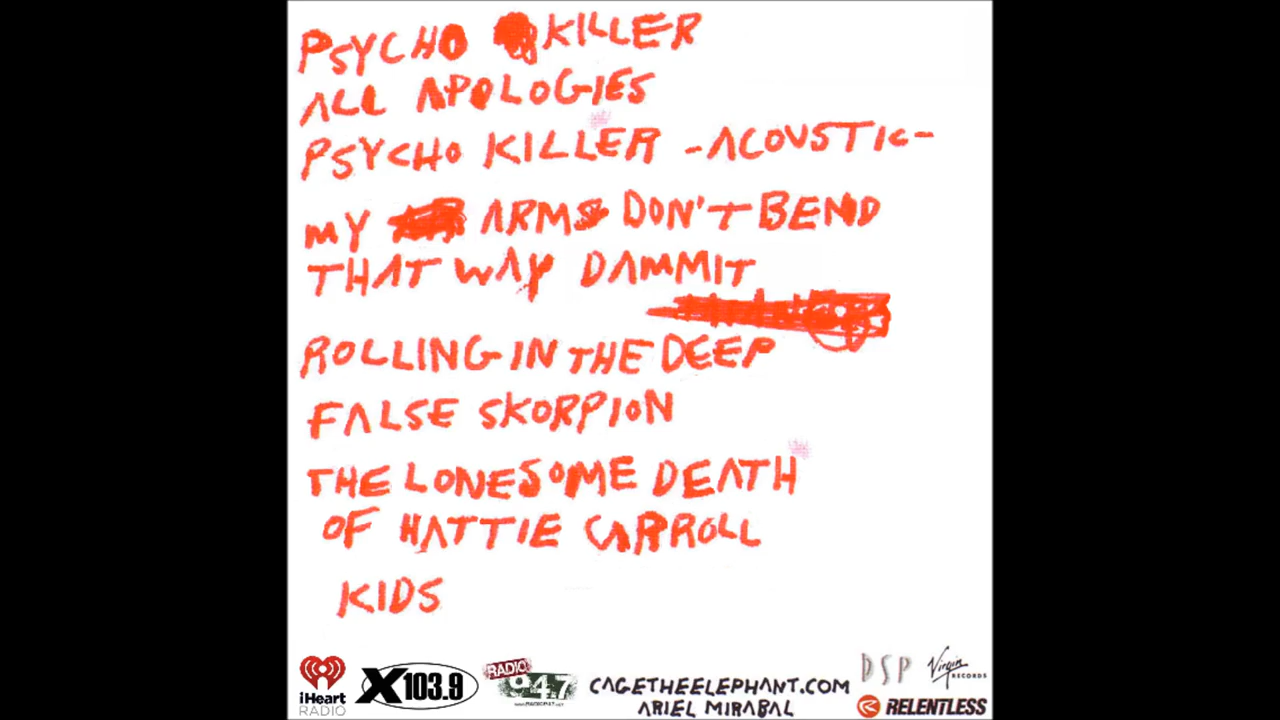 PSYCHO KILLER
ALL APOLOGIES
PSYCHO KILLER -ACOUSTIC-
MY ARMS DON'T BEND
THAT WAY DAMMIT
ROLLING IN THE DEEP
FALSE SKORPION
THE LONESOME DEATH
OF HATTIE CARROLL
KIDS
iHeart RADIO
X103.9
RADIO 94.7
CAGETHEELEPHANT.COM
ARIEL MIRABAL
DSP
Virgin RECORDS
RELENTLESS